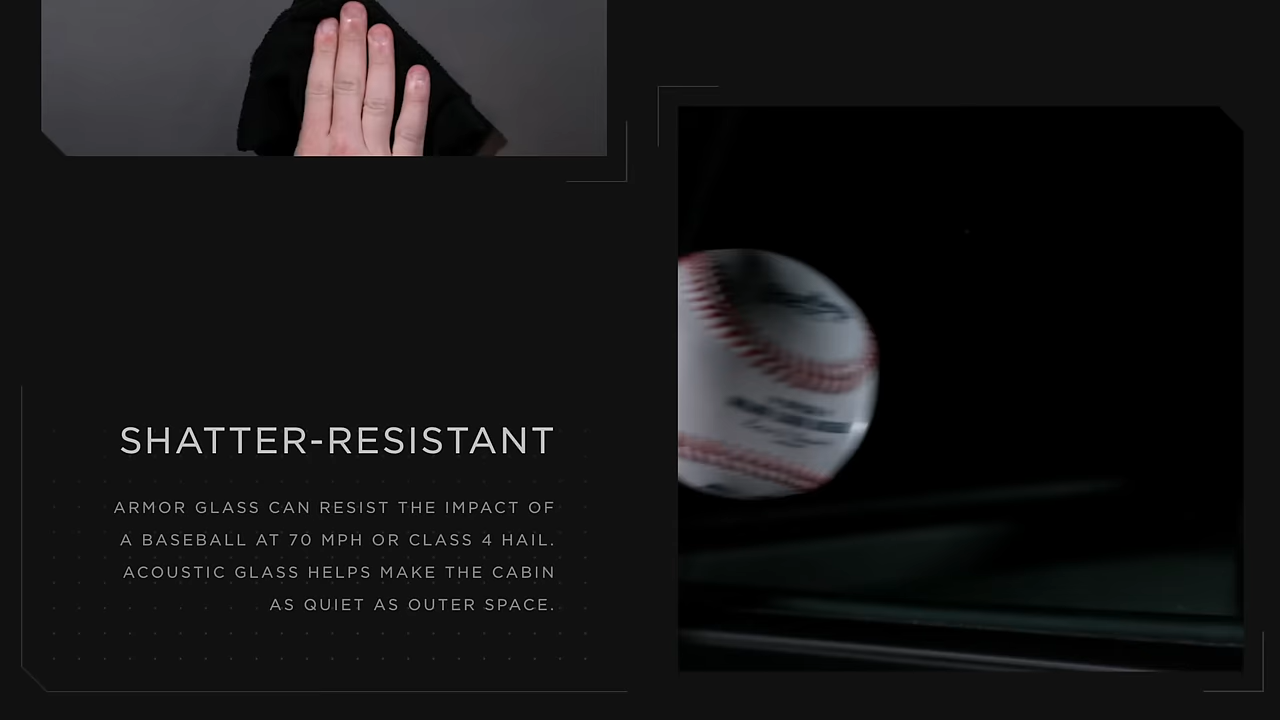 SHATTER-RESISTANT
ARMOR GLASS CAN RESIST THE IMPACT OF
A BASEBALL AT 70 MPH OR CLASS 4 HAIL.
ACOUSTIC GLASS HELPS MAKE THE CABIN
AS QUIET AS OUTER SPACE.